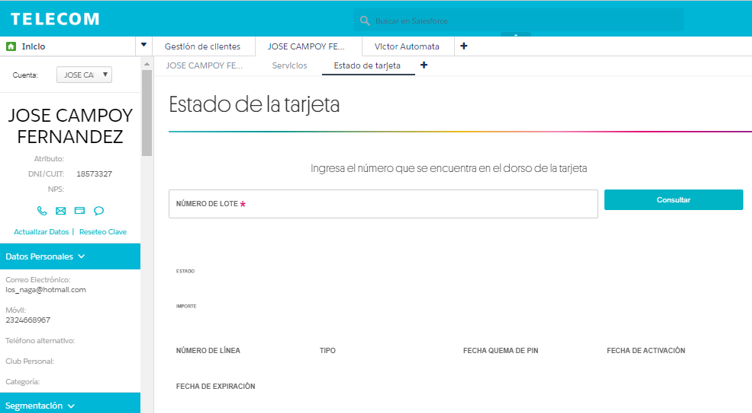 TELECOM
Buscar en Salesforce
Inicio
Gestión de clientes
JOSE CAMPOY FE...
Victor Automata
Cuenta:
JOSE CA
JOSE CAMPOY FE...
Servicios
Estado de tarjeta
JOSE CAMPOY
FERNANDEZ
Atributo:
DNI/CUIT: 18573327
NPS:
Actualizar Datos | Reseteo Clave
Datos Personales
Correo Electrónico:
los_naga@hotmail.com
Móvil:
2324668967
Teléfono alternativo:
Club Personal:
Categoría:
Segmentación
Estado de la tarjeta
Ingresa el número que se encuentra en el dorso de la tarjeta
NÚMERO DE LOTE *
Consultar
ESTADO
IMPORTE
NÚMERO DE LÍNEA
TIPO
FECHA QUEMA DE PIN
FECHA DE ACTIVACIÓN
FECHA DE EXPIRACIÓN